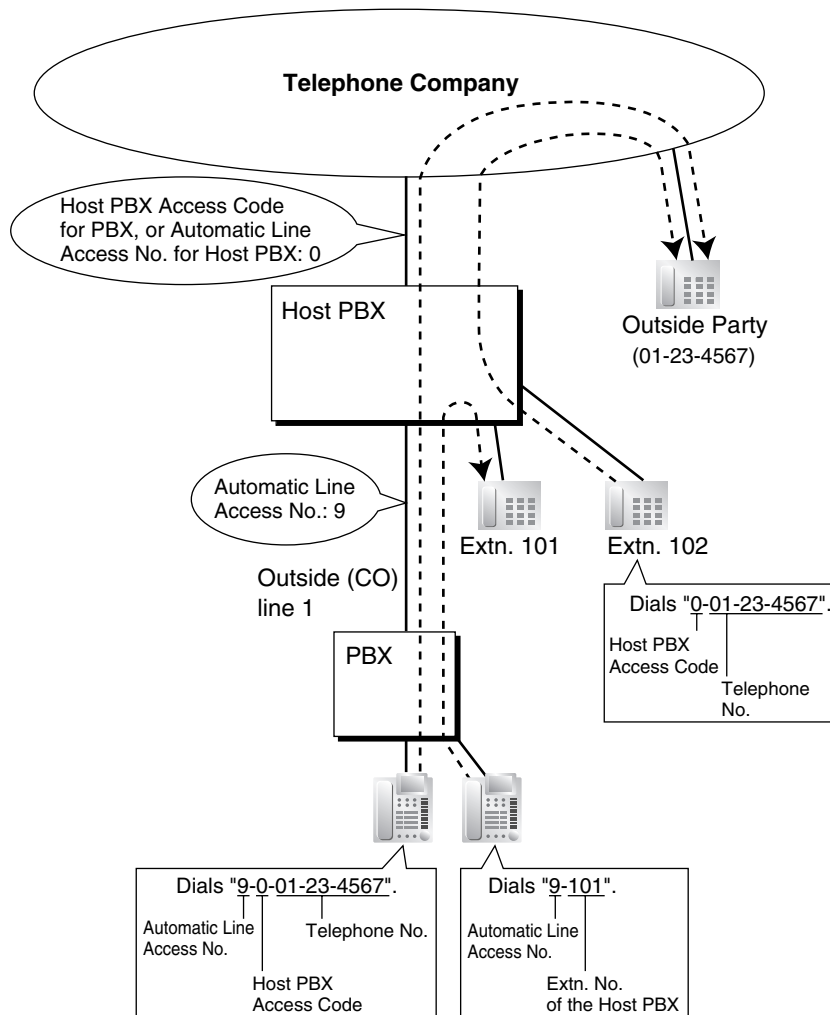 Telephone Company
Host PBX Access Code
for PBX, or Automatic Line
Access No. for Host PBX: 0
Host PBX
Outside Party
(01-23-4567)
Automatic Line
Access No.: 9
Extn. 101
Extn. 102
Outside (CO)
line 1
Dials "0-01-23-4567".
Host PBX
Access Code
Telephone
No.
PBX
Dials "9-0-01-23-4567".
Automatic Line
Access No.
Telephone No.
Host PBX
Access Code
Dials "9-101".
Automatic Line
Access No.
Extn. No.
of the Host PBX